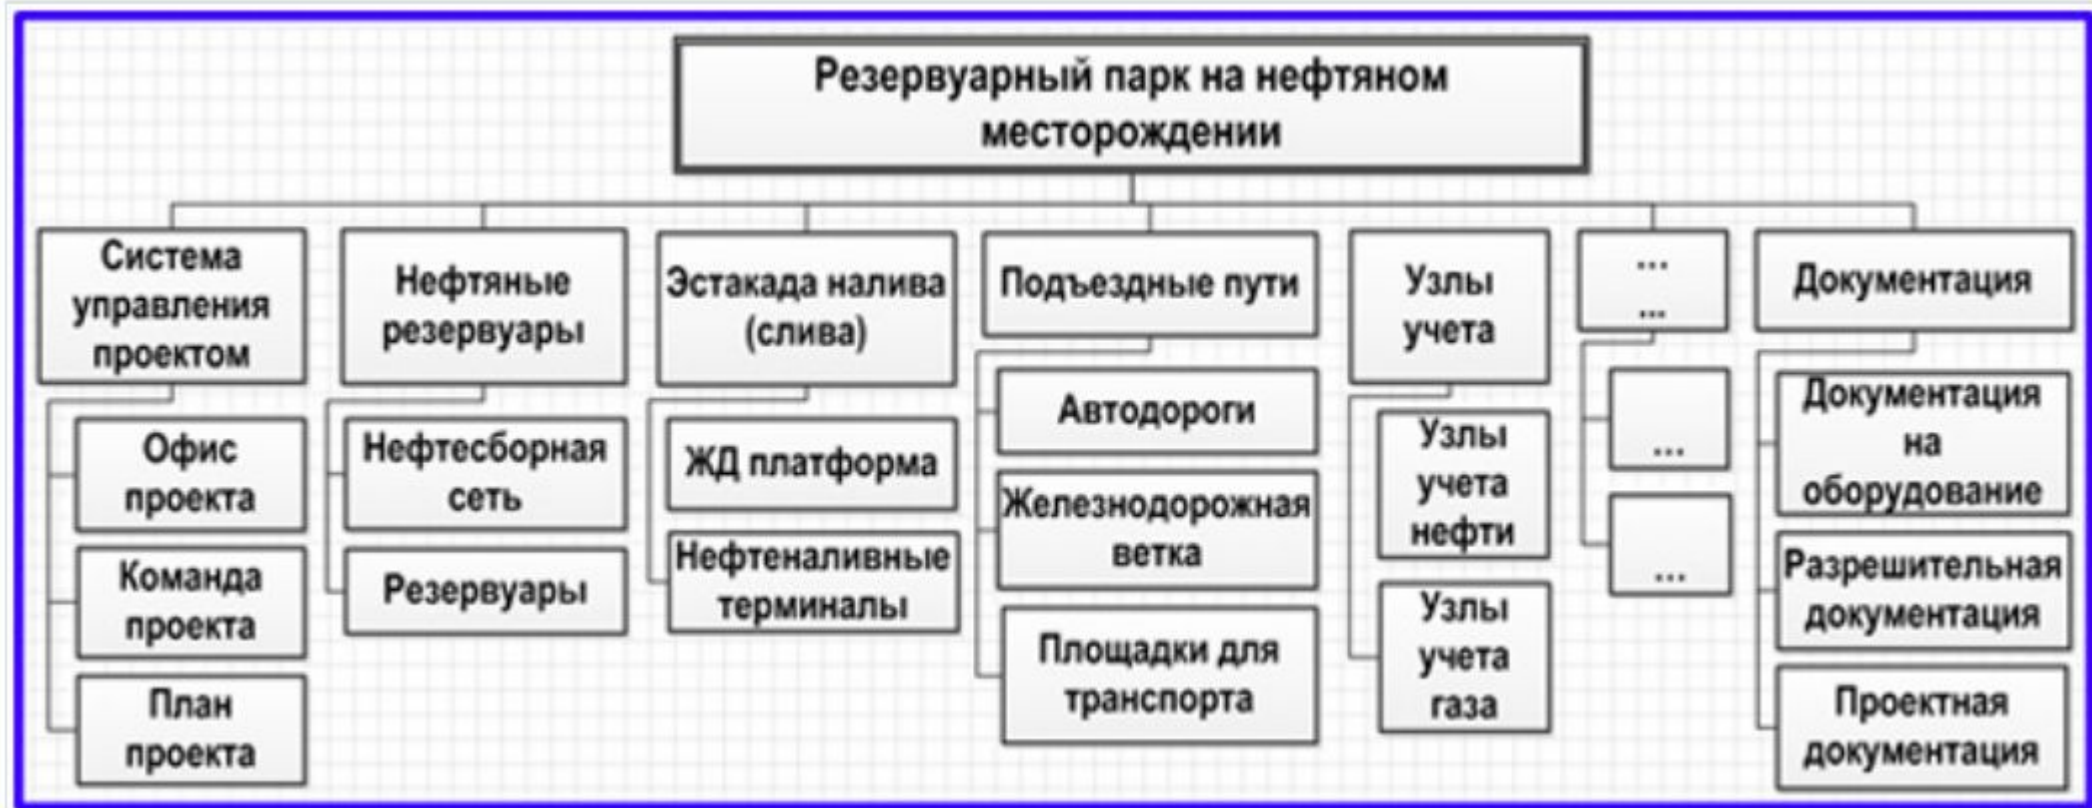 Резервуарный парк на нефтяном
месторождении
Система
управления
проектом
Офис
проекта
Команда
проекта
План
проекта
Нефтяные
резервуары
Нефтесборная
сеть
Резервуары
Эстакада налива
(слива)
ЖД платформа
Нефтеналивные
терминалы
Подъездные пути
Автодороги
Железнодорожная
ветка
Площадки для
транспорта
Узлы
учета
Узлы
учета
нефти
Узлы
учета
газа
...
...
...
...
Документация
Документация
на
оборудование
Разрешительная
документация
Проектная
документация